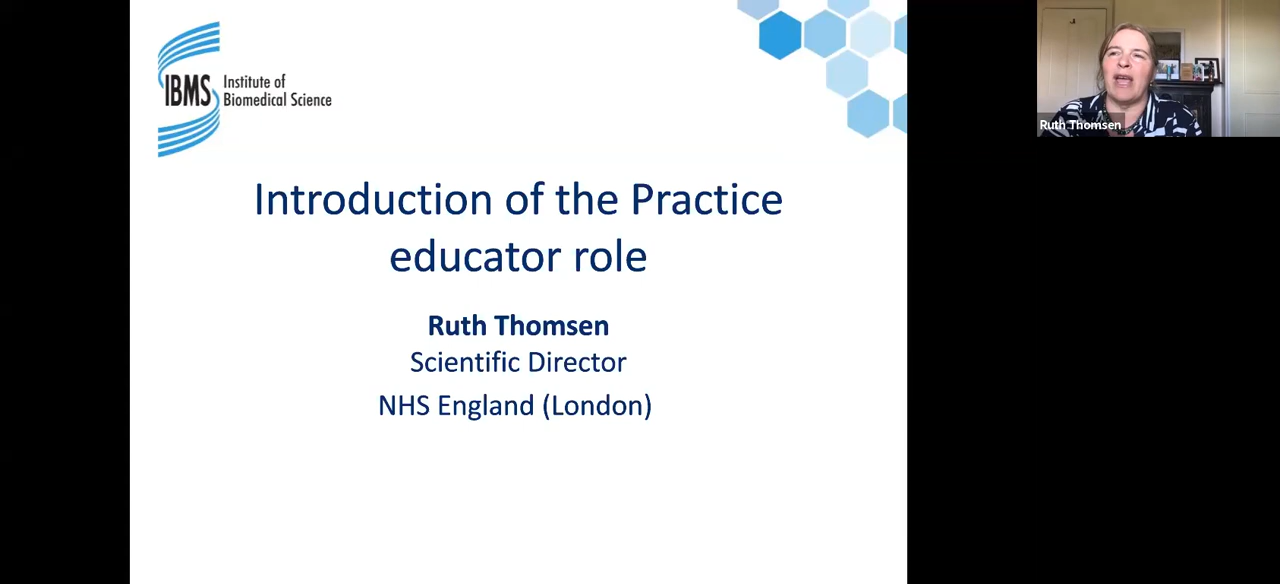 IBMS
Institute of
Biomedical Science
Ruth Thomsen
Introduction of the Practice
educator role
Ruth Thomsen
Scientific Director
NHS England (London)